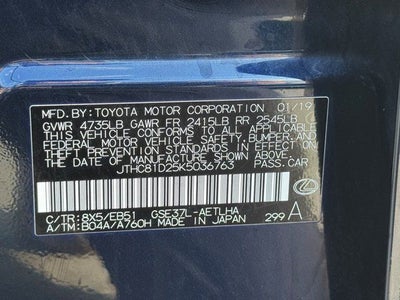 MFD. BY: TOYOTA MOTOR CORPORATION 01/19
GVWR 4735LB GAWR FR 2415LB RR 2545LB
THIS VEHICLE CONFORMS TO ALL APPLICABLE
FEDERAL MOTOR VEHICLE SAFETY, BUMPER, AND
THEFT PREVENTION STANDARDS IN EFFECT ON
THE DATE OF MANUFACTURE SHOWN ABOVE.
JTHC81D25K5036763 PASS.CAR
C/TR: 8X5/EB51 GSE37L-AETLHA
A/TM: B04A/A760H MADE IN JAPAN 299 A